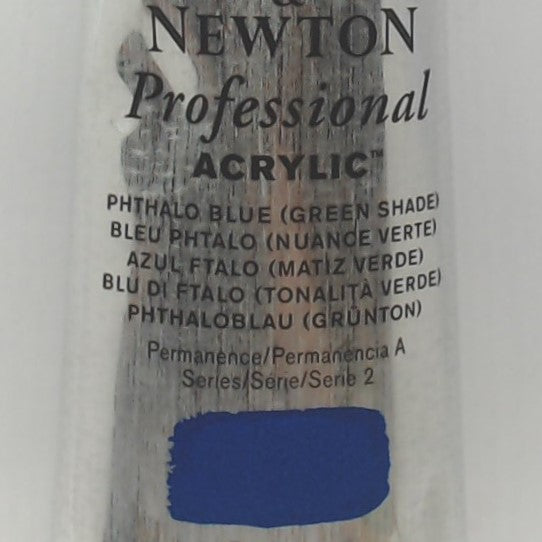 &
NEWTON
Professional
ACRYLIC™
PHTHALO BLUE (GREEN SHADE)
BLEU PHTALO (NUANCE VERTE)
AZUL FTALO (MATIZ VERDE)
BLU DI FTALO (TONALITÀ VERDE)
PHTHALOBLAU (GRÜNTON)
Permanence/Permanencia A
Series/Série/Serie 2